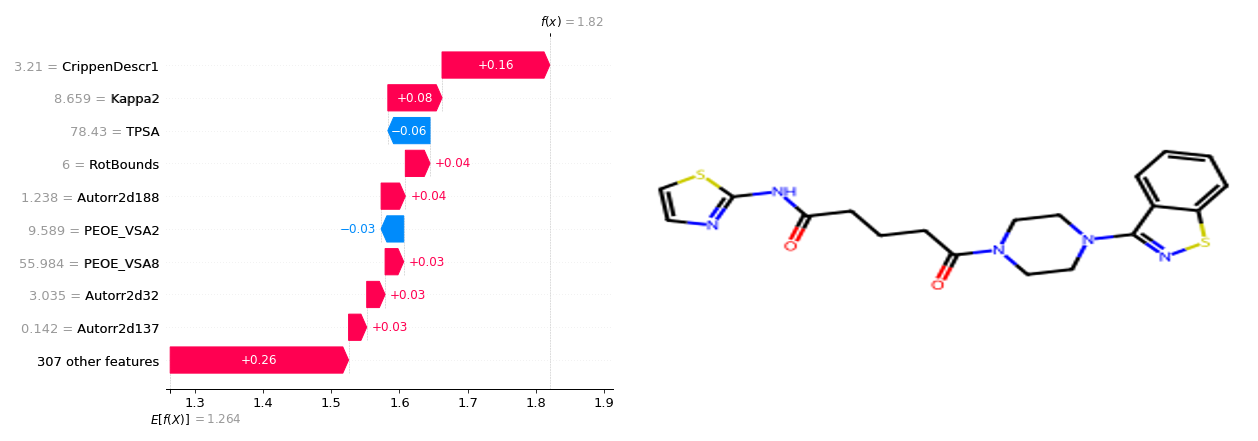 f(x) = 1.82
3.21 = CrippenDescr1
+0.16
8.659 = Kappa2
+0.08
78.43 = TPSA
−0.06
6 = RotBounds
+0.04
1.238 = Autorr2d188
+0.04
9.589 = PEOE_VSA2
−0.03
55.984 = PEOE_VSA8
+0.03
3.035 = Autorr2d32
+0.03
0.142 = Autorr2d137
+0.03
307 other features
+0.26
1.3 1.4 1.5 1.6 1.7 1.8 1.9
E[f(X)] = 1.264
S
N
NH
O
O
N
N
N
S